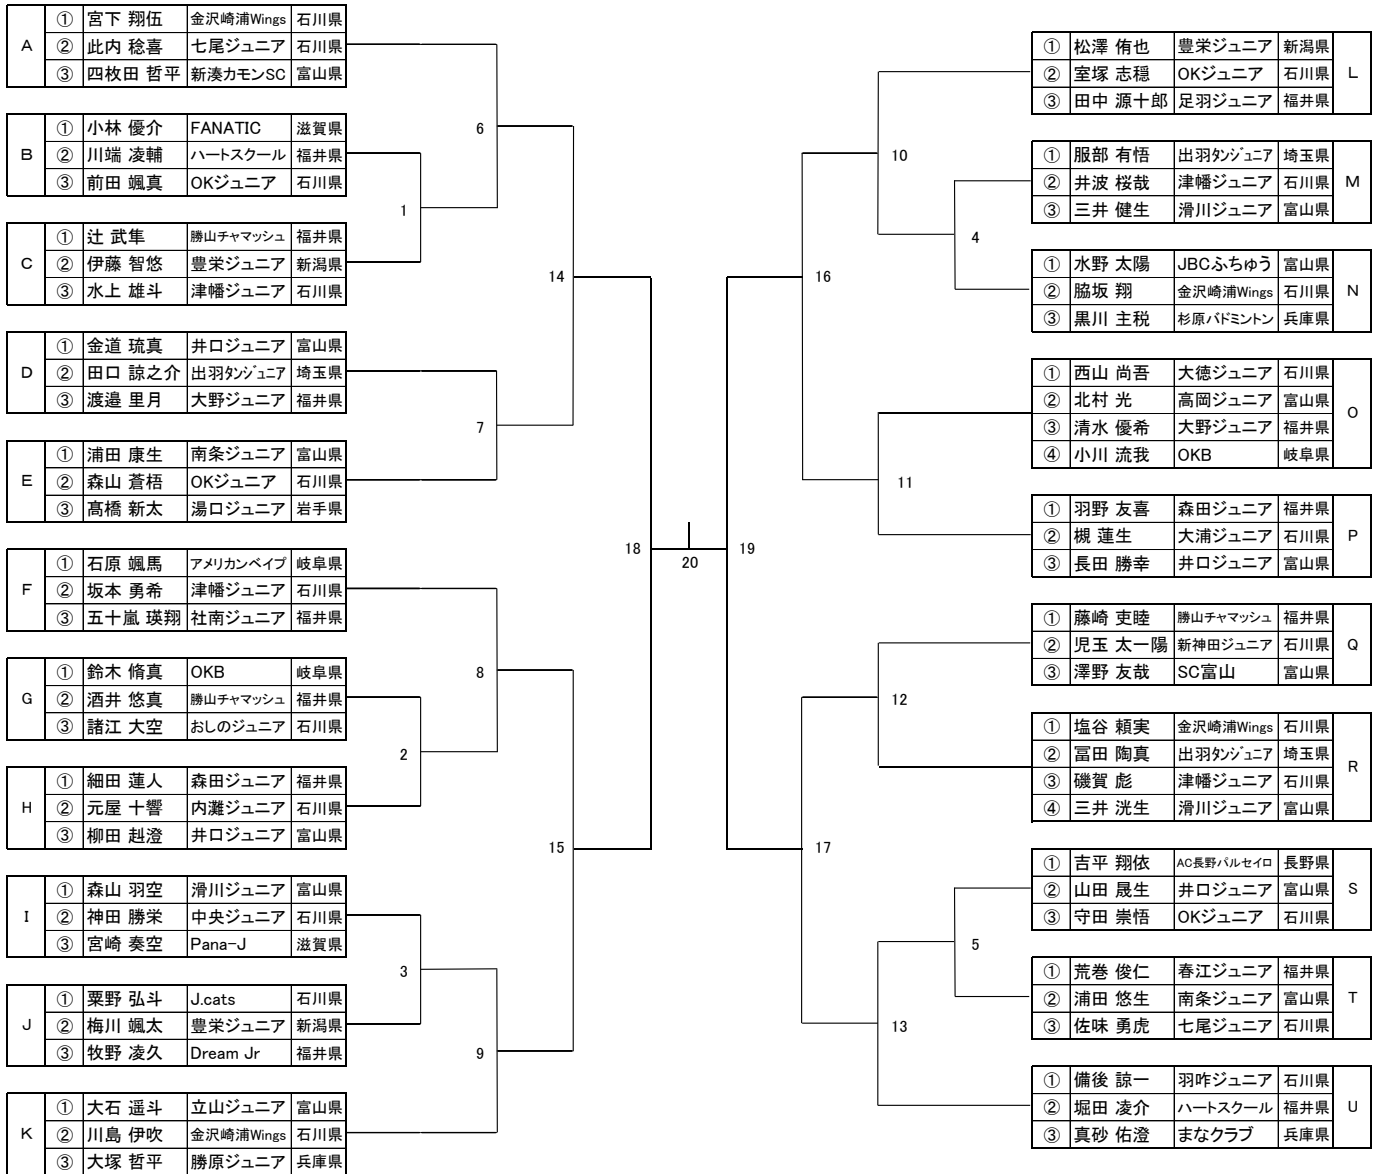 A
① 宮下 翔伍 金沢崎浦Wings 石川県
② 此内 稔喜 七尾ジュニア 石川県
③ 四枚田 哲平 新湊カモンSC 富山県
B
① 小林 優介 FANATIC 滋賀県
② 川端 凌輔 ハートスクール 福井県
③ 前田 颯真 OKジュニア 石川県
C
① 辻 武隼 勝山チャマッシュ 福井県
② 伊藤 智悠 豊栄ジュニア 新潟県
③ 水上 雄斗 津幡ジュニア 石川県
D
① 金道 琉真 井口ジュニア 富山県
② 田口 諒之介 出羽タンジュニア 埼玉県
③ 渡邉 里月 大野ジュニア 福井県
E
① 浦田 康生 南条ジュニア 富山県
② 森山 蒼梧 OKジュニア 石川県
③ 髙橋 新太 湯口ジュニア 岩手県
F
① 石原 颯馬 アメリカンベイプ 岐阜県
② 坂本 勇希 津幡ジュニア 石川県
③ 五十嵐 瑛翔 社南ジュニア 福井県
G
① 鈴木 脩真 OKB 岐阜県
② 酒井 悠真 勝山チャマッシュ 福井県
③ 諸江 大空 おしのジュニア 石川県
H
① 細田 蓮人 森田ジュニア 福井県
② 元屋 十響 内灘ジュニア 石川県
③ 柳田 赳澄 井口ジュニア 富山県
I
① 森山 羽空 滑川ジュニア 富山県
② 神田 勝栄 中央ジュニア 石川県
③ 宮崎 奏空 Pana-J 滋賀県
J
① 粟野 弘斗 J.cats 石川県
② 梅川 颯太 豊栄ジュニア 新潟県
③ 牧野 凌久 Dream Jr 福井県
K
① 大石 遥斗 立山ジュニア 富山県
② 川島 伊吹 金沢崎浦Wings 石川県
③ 大塚 哲平 勝原ジュニア 兵庫県
6
1
14
7
18
8
2
15
3
9
20
19
10
4
16
11
12
17
5
13
① 松澤 侑也 豊栄ジュニア 新潟県
② 室塚 志穏 OKジュニア 石川県
③ 田中 源十郎 足羽ジュニア 福井県
L
① 服部 有悟 出羽タンジュニア 埼玉県
② 井波 桜哉 津幡ジュニア 石川県
③ 三井 健生 滑川ジュニア 富山県
M
① 水野 太陽 JBCふちゅう 富山県
② 脇坂 翔 金沢崎浦Wings 石川県
③ 黒川 主税 杉原バドミントン 兵庫県
N
① 西山 尚吾 大徳ジュニア 石川県
② 北村 光 高岡ジュニア 富山県
③ 清水 優希 大野ジュニア 福井県
④ 小川 流我 OKB 岐阜県
O
① 羽野 友喜 森田ジュニア 福井県
② 槻 蓮生 大浦ジュニア 石川県
③ 長田 勝幸 井口ジュニア 富山県
P
① 藤崎 吏睦 勝山チャマッシュ 福井県
② 児玉 太一陽 新神田ジュニア 石川県
③ 澤野 友哉 SC富山 富山県
Q
① 塩谷 頼実 金沢崎浦Wings 石川県
② 冨田 陶真 出羽タンジュニア 埼玉県
③ 磯賀 彪 津幡ジュニア 石川県
④ 三井 洸生 滑川ジュニア 富山県
R
① 吉平 翔依 AC長野パルセイロ 長野県
② 山田 晟生 井口ジュニア 富山県
③ 守田 崇悟 OKジュニア 石川県
S
① 荒巻 俊仁 春江ジュニア 福井県
② 浦田 悠生 南条ジュニア 富山県
③ 佐味 勇虎 七尾ジュニア 石川県
T
① 備後 諒一 羽咋ジュニア 石川県
② 堀田 凌介 ハートスクール 福井県
③ 真砂 佑澄 まなクラブ 兵庫県
U